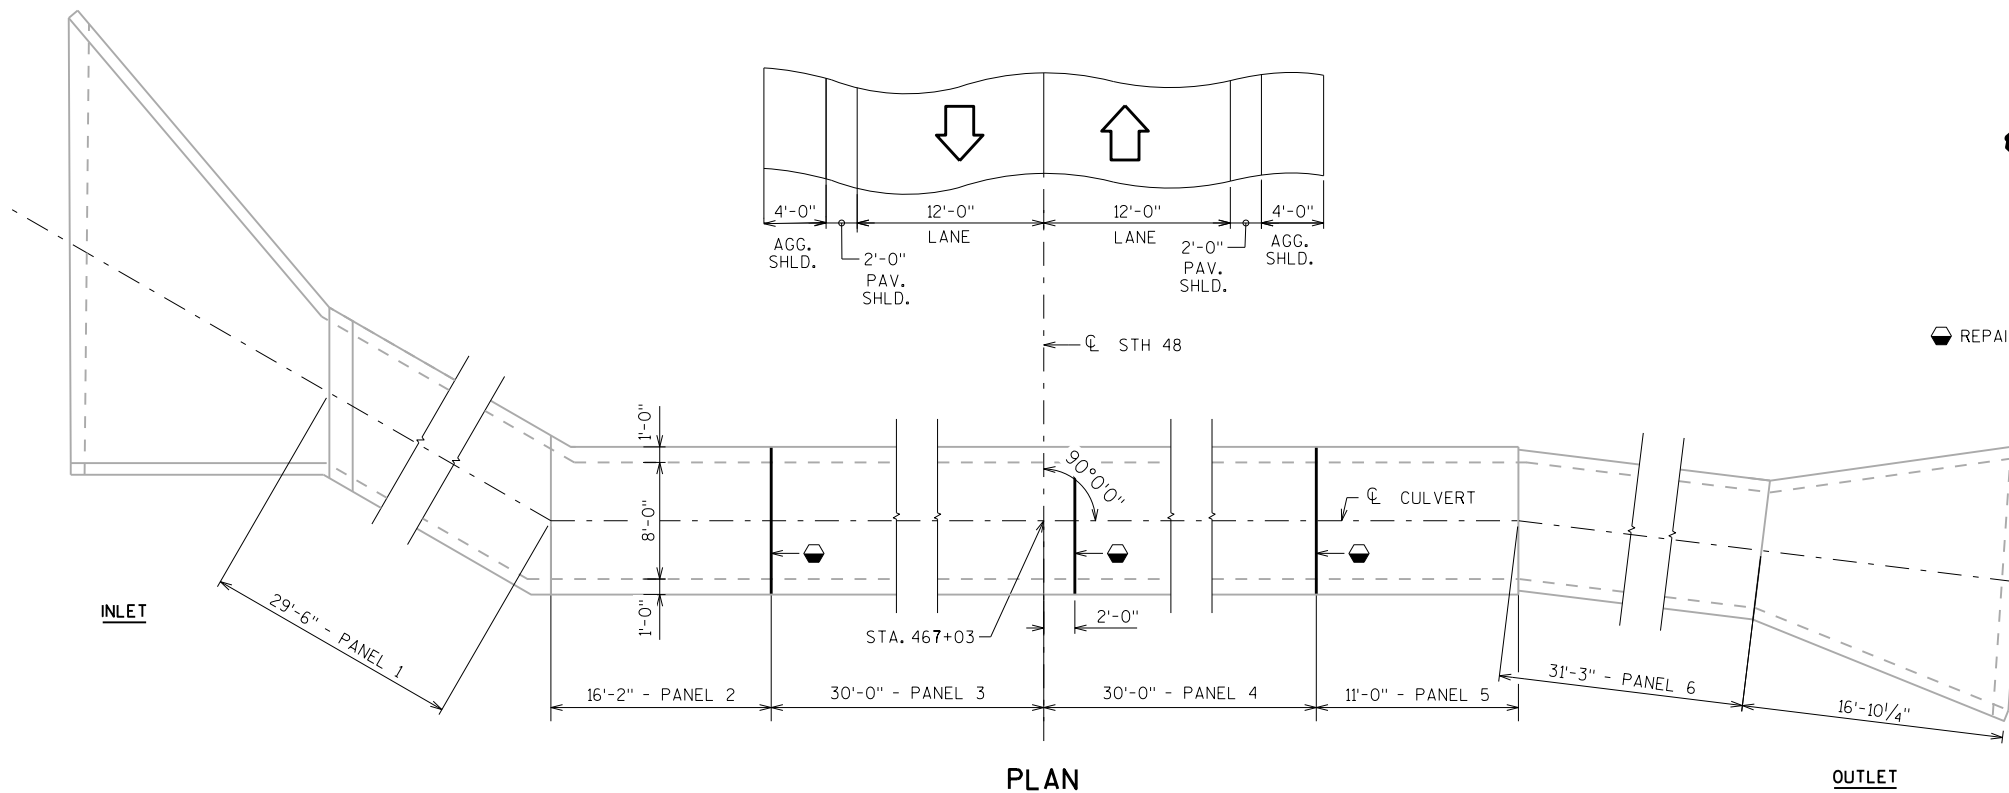 4'-0"
AGG.
SHLD.
2'-0"
PAV.
SHLD.
12'-0"
LANE
12'-0"
LANE
2'-0"
PAV.
SHLD.
4'-0"
AGG.
SHLD.
℄ STH 48
1'-0"
8'-0"
1'-0"
90°0'0"
℄ CULVERT
STA. 467+03
2'-0"
INLET
29'-6" - PANEL 1
16'-2" - PANEL 2
30'-0" - PANEL 3
30'-0" - PANEL 4
11'-0" - PANEL 5
31'-3" - PANEL 6
16'-10 1/4"
PLAN
OUTLET